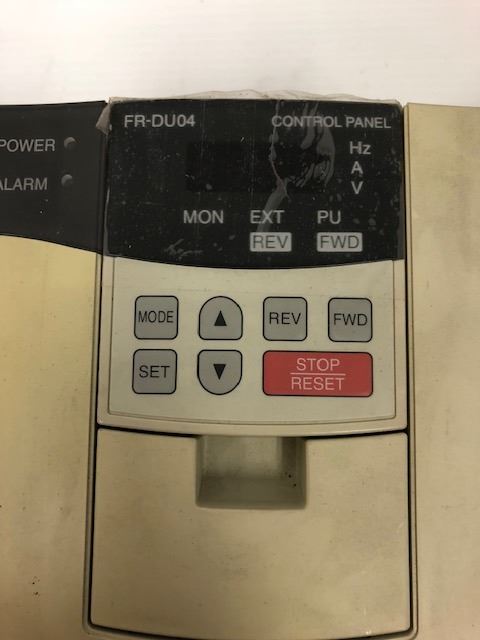 FR-DU04 CONTROL PANEL
POWER
ALARM
Hz
A
V
MON EXT PU
REV FWD
MODE ▲ REV FWD
SET ▼ STOP
RESET